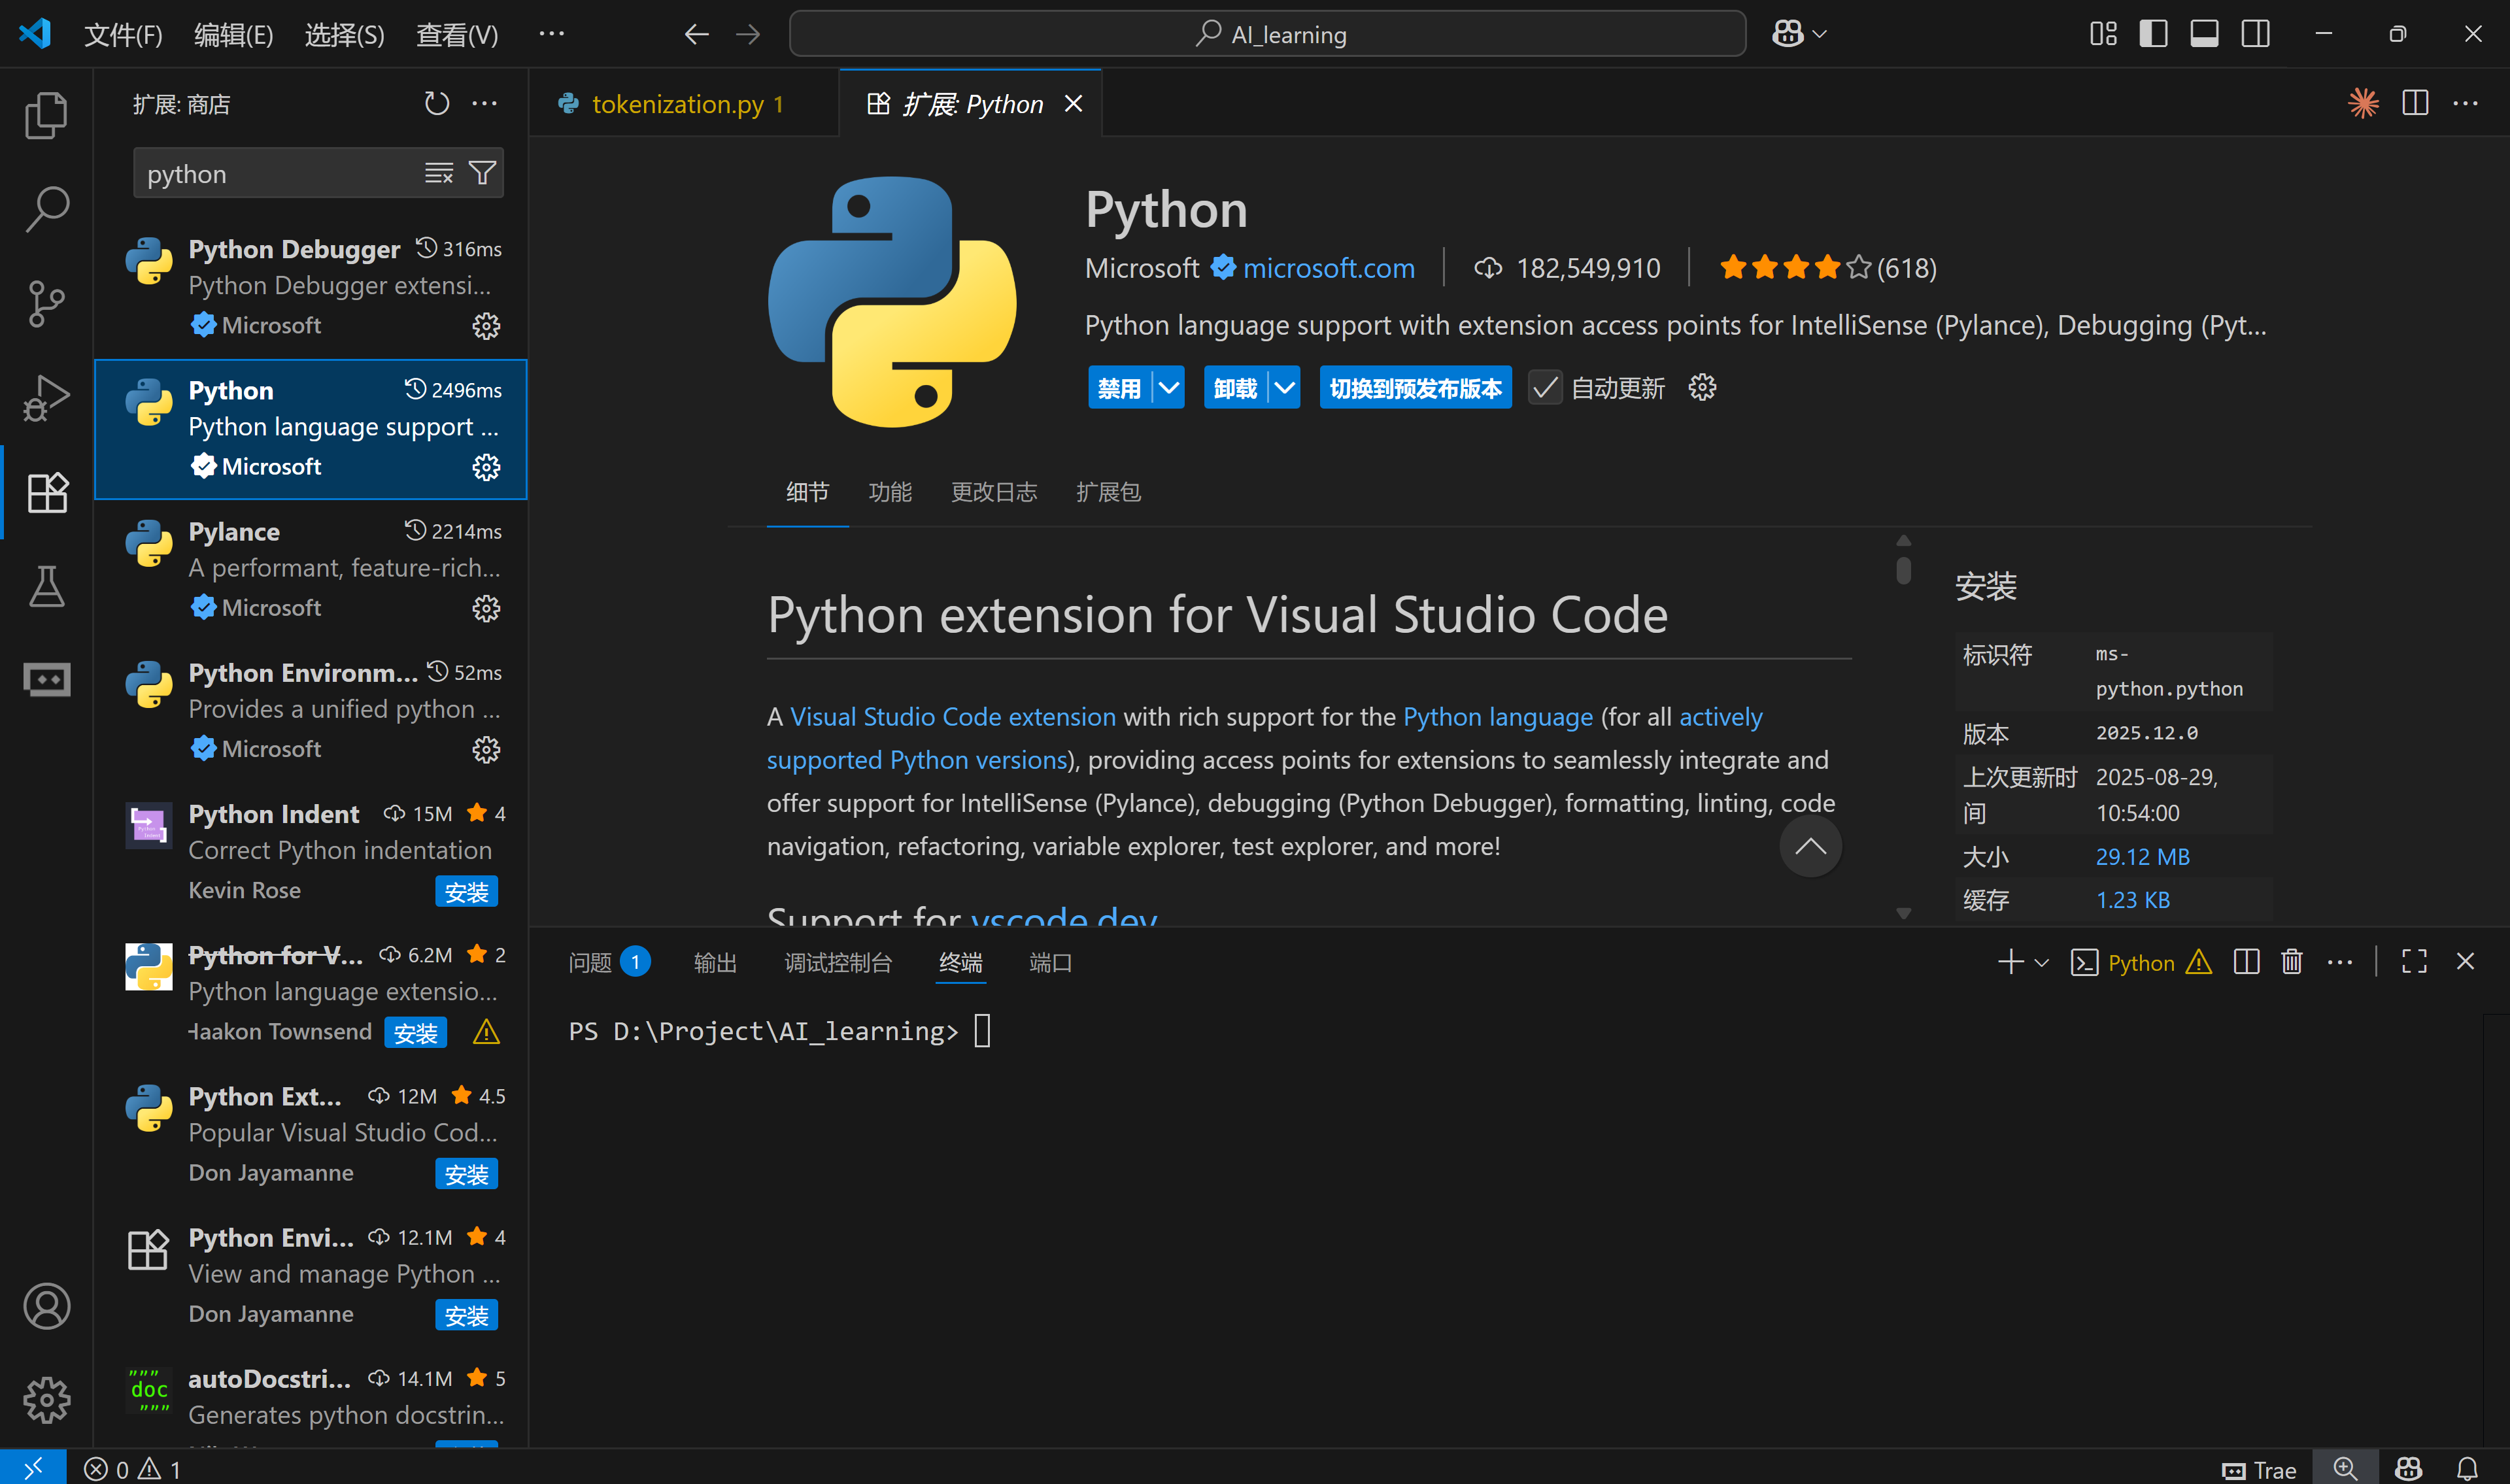 文件(F) 编辑(E) 选择(S) 查看(V) ··· AI_learning
扩展: 商店
python
Python Debugger 316ms
Python Debugger extensi...
Microsoft
Python 2496ms
Python language support ...
Microsoft
Pylance 2214ms
A performant, feature-rich...
Microsoft
Python Environm... 52ms
Provides a unified python ...
Microsoft
Python Indent 15M 4
Correct Python indentation
Kevin Rose 安装
Python for V... 6.2M 2
Python language extensio...
Haakon Townsend 安装
Python Ext... 12M 4.5
Popular Visual Studio Cod...
Don Jayamanne 安装
Python Envi... 12.1M 4
View and manage Python ...
Don Jayamanne 安装
"""
doc
"""
autoDocstri... 14.1M 5
Generates python docstrin...
tokenization.py 1 扩展: Python
Python
Microsoft microsoft.com 182,549,910 (618)
Python language support with extension access points for IntelliSense (Pylance), Debugging (Pyt...
禁用 卸载 切换到预发布版本 自动更新
细节 功能 更改日志 扩展包
Python extension for Visual Studio Code
A Visual Studio Code extension with rich support for the Python language (for all actively
supported Python versions), providing access points for extensions to seamlessly integrate and
offer support for IntelliSense (Pylance), debugging (Python Debugger), formatting, linting, code
navigation, refactoring, variable explorer, test explorer, and more!
Support for vscode.dev
安装
标识符 ms-
python.python
版本 2025.12.0
上次更新时 2025-08-29,
间 10:54:00
大小 29.12 MB
缓存 1.23 KB
问题 1 输出 调试控制台 终端 端口 Python
PS D:\Project\AI_learning>
0 1 Trae